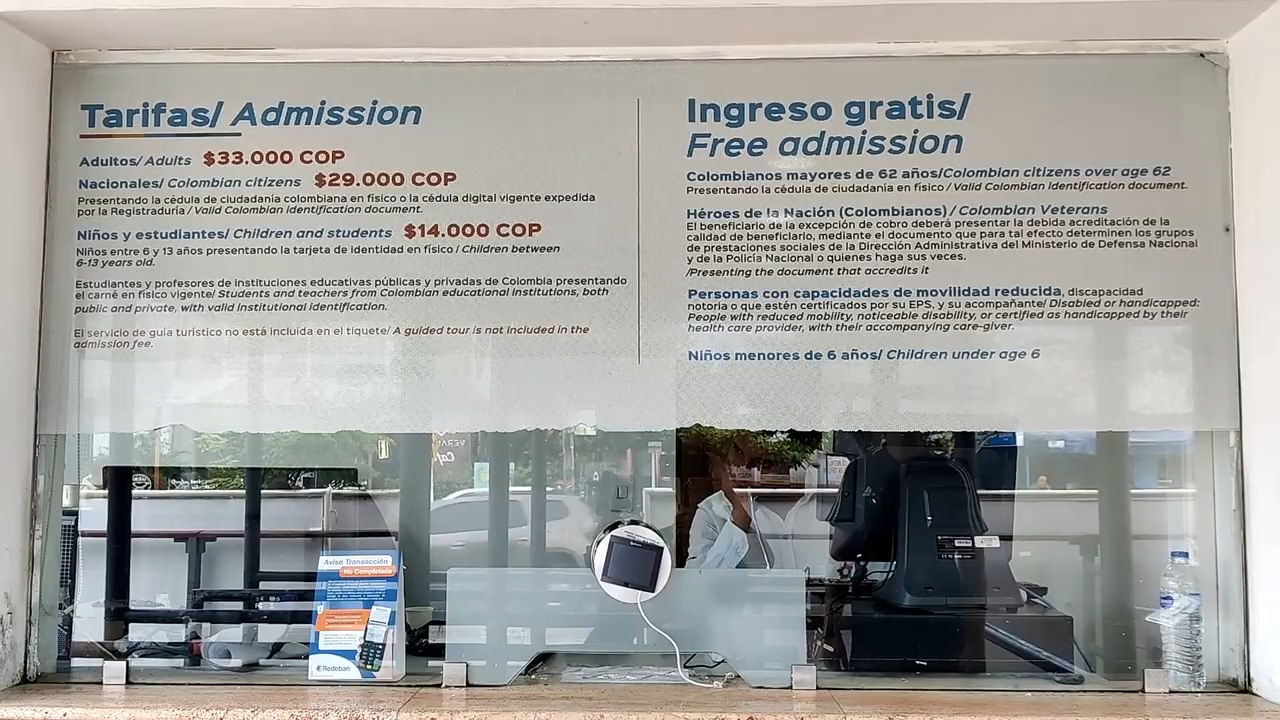 Tarifas/ Admission
Adultos/ Adults $33.000 COP
Nacionales/ Colombian citizens $29.000 COP
Presentando la cédula de ciudadanía colombiana en físico o la cédula digital vigente expedida
por la Registraduría / Valid Colombian identification document.
Niños y estudiantes/ Children and students $14.000 COP
Niños entre 6 y 13 años presentando la tarjeta de identidad en físico / Children between
6-13 years old.
Estudiantes y profesores de instituciones educativas públicas y privadas de Colombia presentando
el carné en físico vigente/ Students and teachers from Colombian educational institutions, both
public and private, with valid institutional identification.
El servicio de guía turístico no está incluida en el tiquete/ A guided tour is not included in the
admission fee.
Ingreso gratis/
Free admission
Colombianos mayores de 62 años/Colombian citizens over age 62
Presentando la cédula de ciudadanía en físico / Valid Colombian identification document.
Héroes de la Nación (Colombianos) / Colombian Veterans
El beneficiario de la excepción de cobro deberá presentar la debida acreditación de la
calidad de beneficiario, mediante el documento que para tal efecto determinen los grupos
de prestaciones sociales de la Dirección Administrativa del Ministerio de Defensa Nacional
y de la Policía Nacional o quienes haga sus veces.
/Presenting the document that accredits it
Personas con capacidades de movilidad reducida, discapacidad
notoria o que estén certificados por su EPS, y su acompañante/ Disabled or handicapped:
People with reduced mobility, noticeable disability, or certified as handicapped by their
health care provider, with their accompanying care-giver.
Niños menores de 6 años/ Children under age 6
Aviso Transacción
No Completada
Redeban